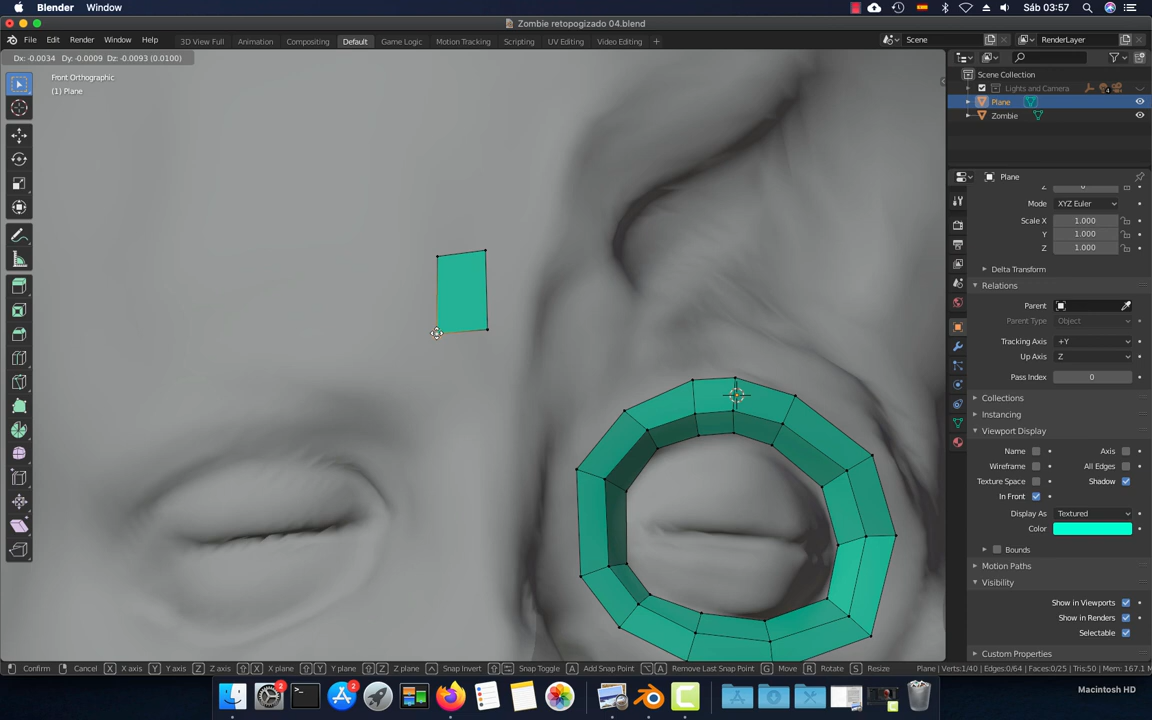 Blender Window Sáb 03:57
Zombie retopogizado 04.blend
File Edit Render Window Help 3D View Full Animation Compositing Default Game Logic Motion Tracking Scripting UV Editing Video Editing + Scene RenderLayer
Dx: -0.0034 Dy: -0.0009 Dz: -0.0093 (0.0100)
Front Orthographic
(1) Plane
Scene Collection
Lights and Camera 4
Plane
Zombie
Plane
Z 0
Mode XYZ Euler
Scale X 1.000
Y 1.000
Z 1.000
Delta Transform
Relations
Parent
Parent Type Object
Tracking Axis +Y
Up Axis Z
Pass Index 0
Collections
Instancing
Viewport Display
Name Axis
Wireframe All Edges
Texture Space Shadow
In Front
Display As Textured
Color
Bounds
Motion Paths
Visibility
Show in Viewports
Show in Renders
Selectable
Custom Properties
Confirm Cancel X X axis Y Y axis Z Z axis X X plane Y Y plane Z Z plane Snap Invert Snap Toggle A Add Snap Point A Remove Last Snap Point G Move R Rotate S Resize Plane | Verts:1/40 | Edges:0/64 | Faces:0/25 | Tris:50 | Mem: 167.1 M
2 2
Macintosh HD